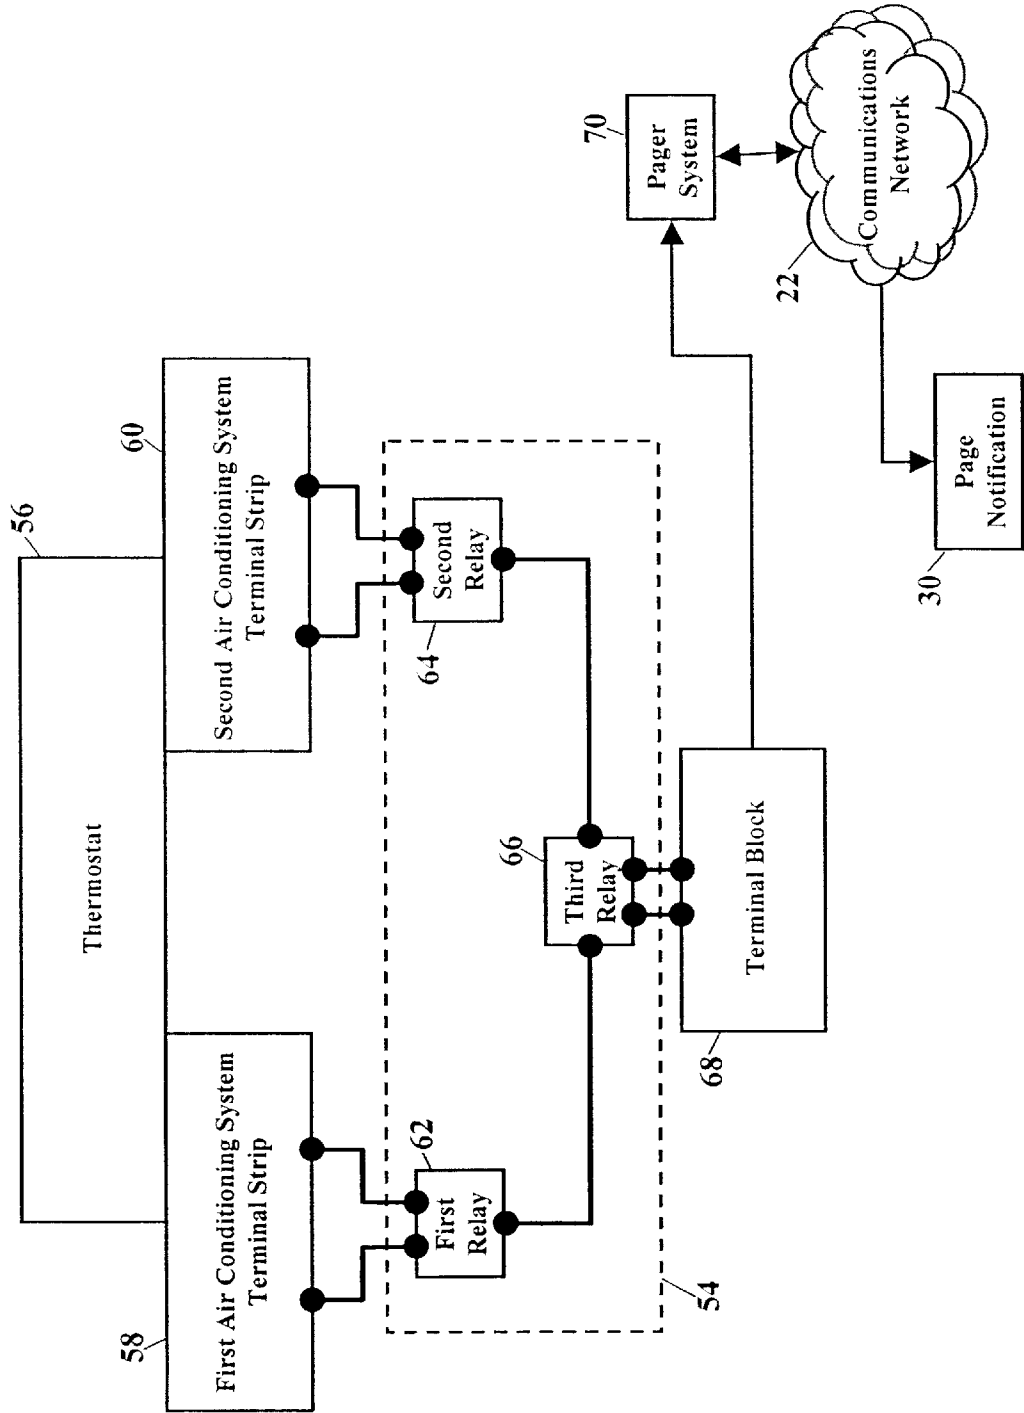 56
Thermostat
58
First Air Conditioning System
Terminal Strip
60
Second Air Conditioning System
Terminal Strip
62
First
Relay
64
Second
Relay
66
Third
Relay
54
68
Terminal Block
70
Pager
System
22
Communications
Network
30
Page
Notification